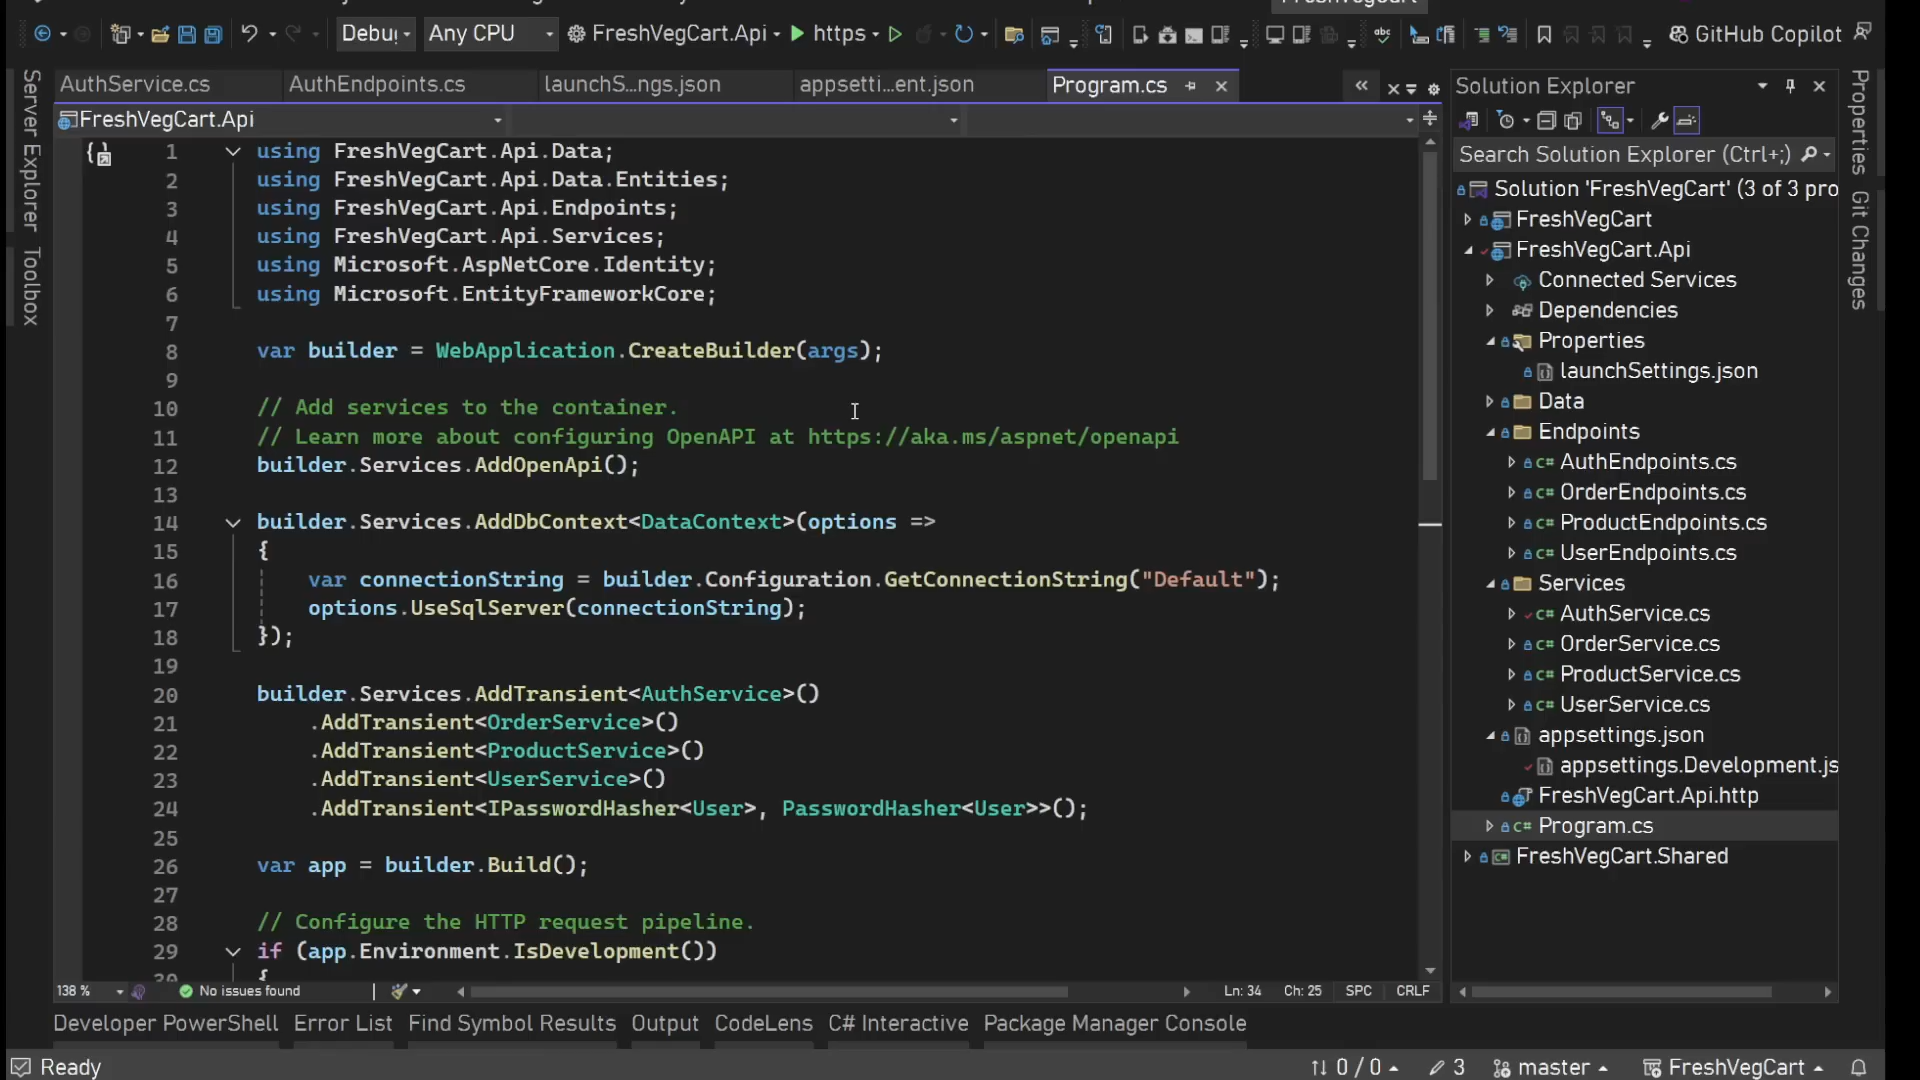 Debug
Any CPU
FreshVegCart.Api
https
GitHub Copilot
AuthService.cs
AuthEndpoints.cs
launchS...ngs.json
appsetti...ent.json
Program.cs
FreshVegCart.Api
Server Explorer
Toolbox
1 using FreshVegCart.Api.Data;
2 using FreshVegCart.Api.Data.Entities;
3 using FreshVegCart.Api.Endpoints;
4 using FreshVegCart.Api.Services;
5 using Microsoft.AspNetCore.Identity;
6 using Microsoft.EntityFrameworkCore;
7
8 var builder = WebApplication.CreateBuilder(args);
9
10 // Add services to the container.
11 // Learn more about configuring OpenAPI at https://aka.ms/aspnet/openapi
12 builder.Services.AddOpenApi();
13
14 builder.Services.AddDbContext<DataContext>(options =>
15 {
16 var connectionString = builder.Configuration.GetConnectionString("Default");
17 options.UseSqlServer(connectionString);
18 });
19
20 builder.Services.AddTransient<AuthService>()
21 .AddTransient<OrderService>()
22 .AddTransient<ProductService>()
23 .AddTransient<UserService>()
24 .AddTransient<IPasswordHasher<User>, PasswordHasher<User>>();
25
26 var app = builder.Build();
27
28 // Configure the HTTP request pipeline.
29 if (app.Environment.IsDevelopment())
30 {
138 %
No issues found
Ln: 34
Ch: 25
SPC
CRLF
Solution Explorer
Search Solution Explorer (Ctrl+;)
Solution 'FreshVegCart' (3 of 3 pro
FreshVegCart
FreshVegCart.Api
Connected Services
Dependencies
Properties
launchSettings.json
Data
Endpoints
AuthEndpoints.cs
OrderEndpoints.cs
ProductEndpoints.cs
UserEndpoints.cs
Services
AuthService.cs
OrderService.cs
ProductService.cs
UserService.cs
appsettings.json
appsettings.Development.js
FreshVegCart.Api.http
Program.cs
FreshVegCart.Shared
Properties
Git Changes
Developer PowerShell
Error List
Find Symbol Results
Output
CodeLens
C# Interactive
Package Manager Console
Ready
0 / 0
3
master
FreshVegCart